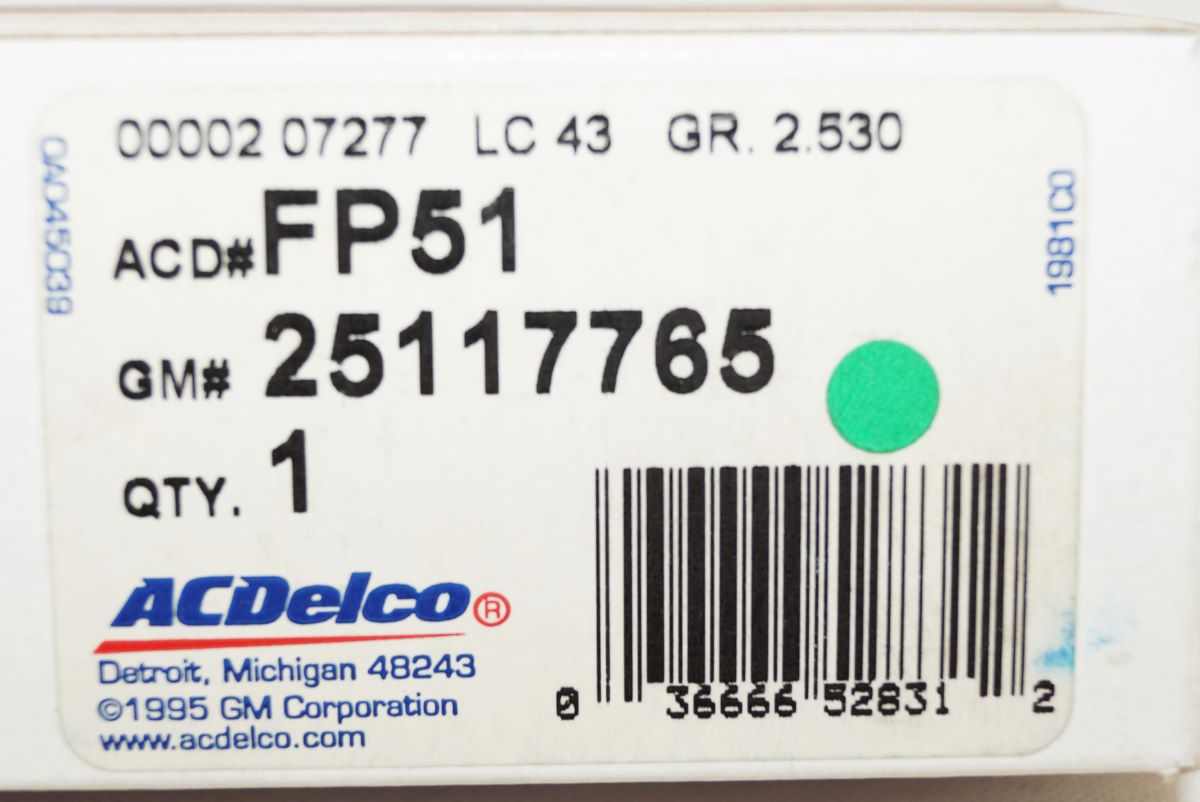 00002 07277 LC 43 GR. 2.530
ACD# FP51
GM# 25117765
QTY. 1
ACDelco®
Detroit, Michigan 48243
©1995 GM Corporation
www.acdelco.com
0 36666 52831 2
1981C0